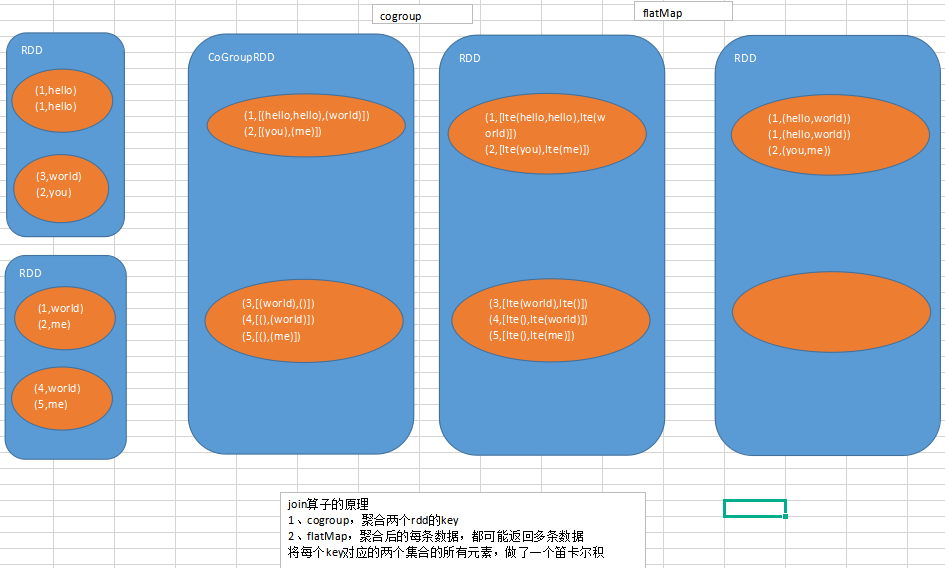 cogroup
flatMap
RDD
(1,hello)
(1,hello)
(3,world)
(2,you)
RDD
(1,world)
(2,me)
(4,world)
(5,me)
CoGroupRDD
(1,[(hello,hello),(world)])
(2,[(you),(me)])
(3,[(world),()])
(4,[(),(world)])
(5,[(),(me)])
RDD
(1,[Ite(hello,hello),Ite(w
orld)])
(2,[Ite(you),Ite(me)])
(3,[Ite(world),Ite()])
(4,[Ite(),Ite(world)])
(5,[Ite(),Ite(me)])
RDD
(1,(hello,world))
(1,(hello,world))
(2,(you,me))
join算子的原理
1、cogroup，聚合两个rdd的key
2、flatMap，聚合后的每条数据，都可能返回多条数据
将每个key对应的两个集合的所有元素，做了一个笛卡尔积